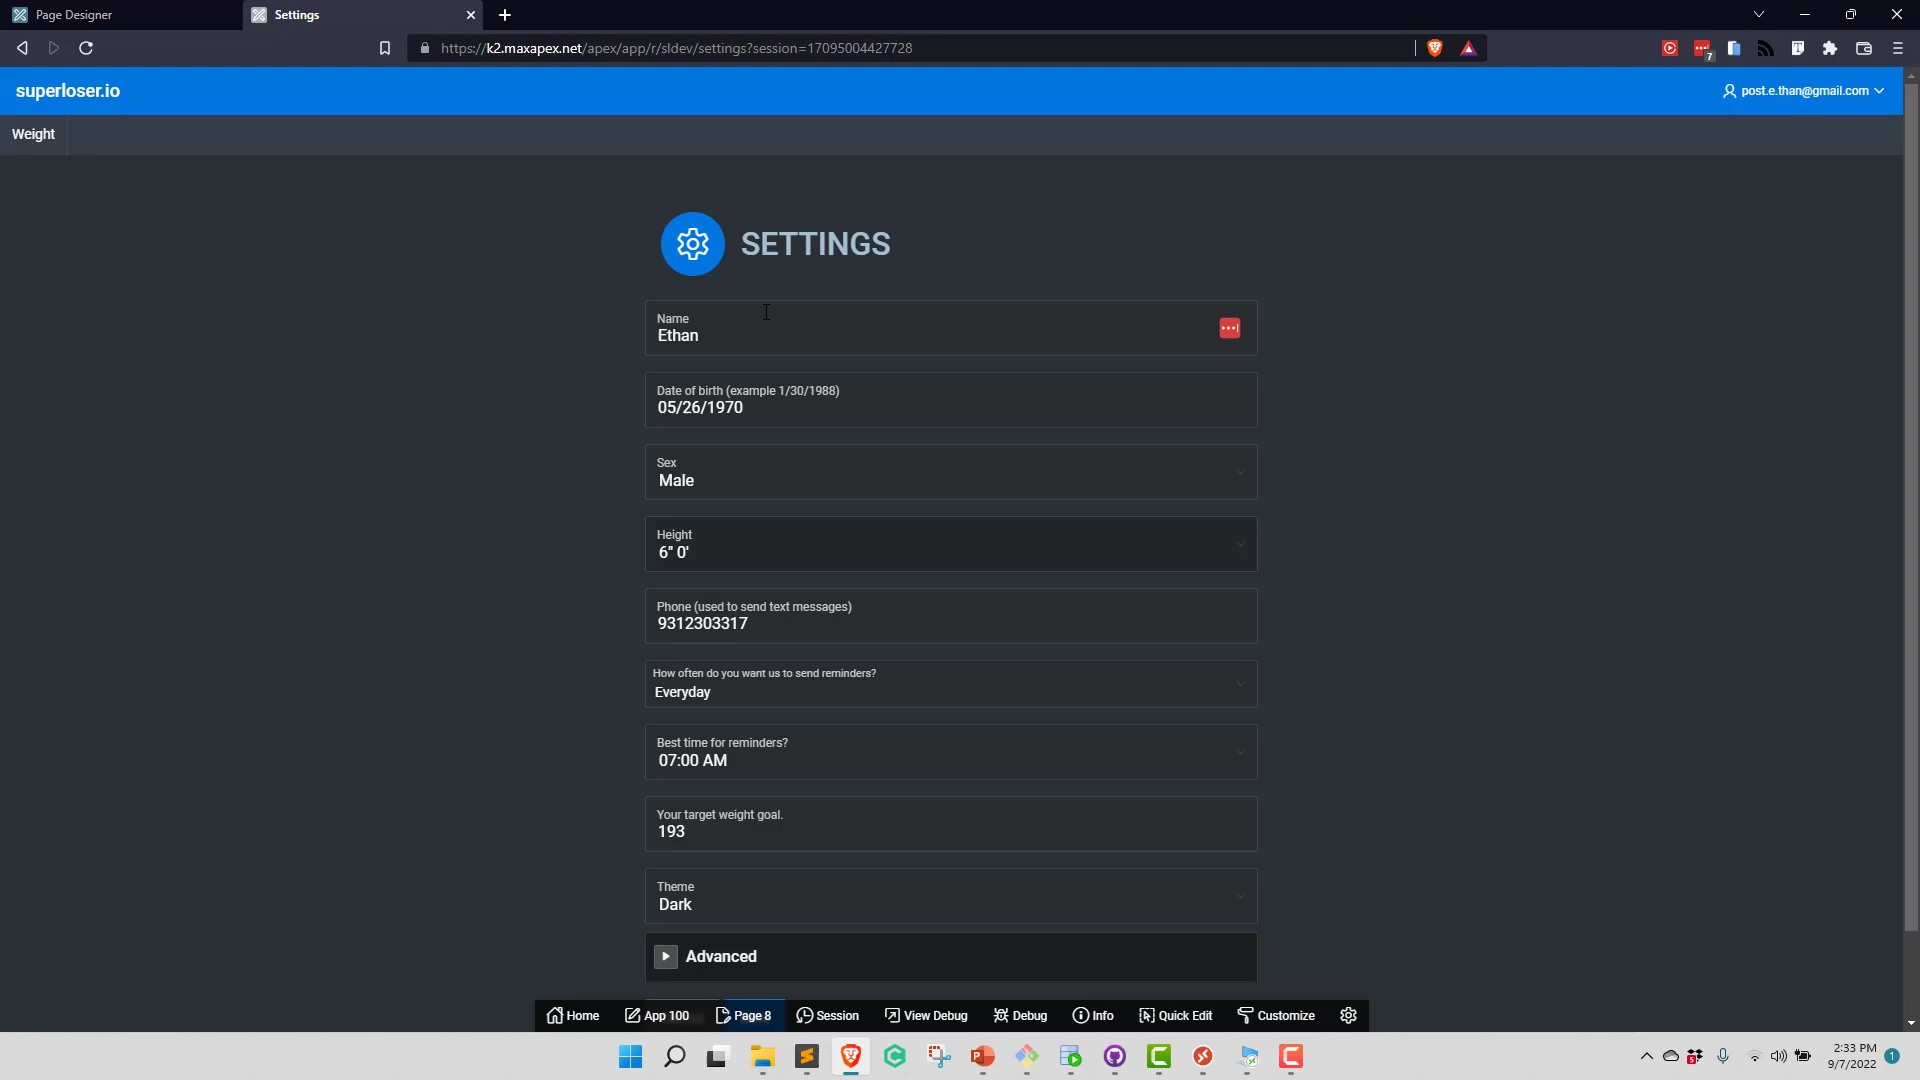 Page Designer
Settings
https://k2.maxapex.net/apex/app/r/sldev/settings?session=17095004427728
7
superloser.io
post.e.than@gmail.com
Weight
SETTINGS
Name
Ethan
Date of birth (example 1/30/1988)
05/26/1970
Sex
Male
Height
6" 0'
Phone (used to send text messages)
9312303317
How often do you want us to send reminders?
Everyday
Best time for reminders?
07:00 AM
Your target weight goal.
193
Theme
Dark
Advanced
Home App 100 Page 8 Session View Debug Debug Info Quick Edit Customize
2:33 PM
9/7/2022
1